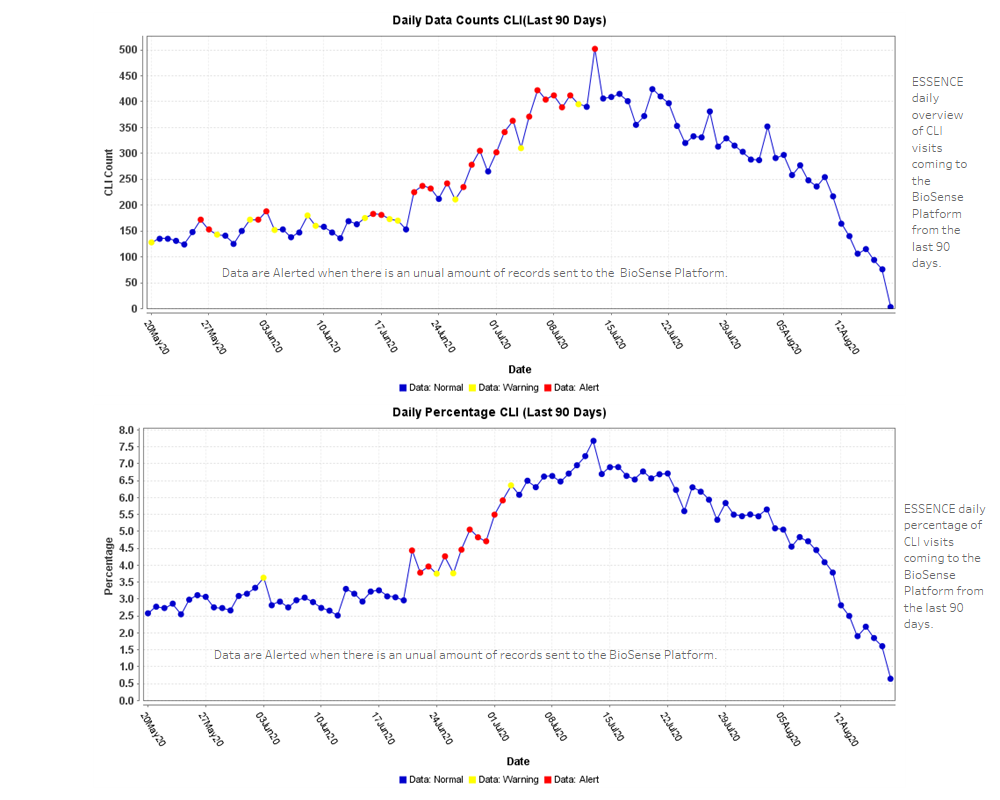 Daily Data Counts CLI(Last 90 Days)
500
450
400
350
300
250
200
150
100
50
0
CLI Count
Data are Alerted when there is an unual amount of records sent to the BioSense Platform.
20May20
27May20
03Jun20
10Jun20
17Jun20
24Jun20
01Jul20
08Jul20
15Jul20
22Jul20
29Jul20
05Aug20
12Aug20
Date
Data: Normal Data: Warning Data: Alert
ESSENCE
daily
overview
of CLI
visits
coming to
the
BioSense
Platform
from the
last 90
days.
Daily Percentage CLI (Last 90 Days)
8.0
7.5
7.0
6.5
6.0
5.5
5.0
4.5
4.0
3.5
3.0
2.5
2.0
1.5
1.0
0.5
0.0
Percentage
Data are Alerted when there is an unual amount of records sent to the BioSense Platform.
20May20
27May20
03Jun20
10Jun20
17Jun20
24Jun20
01Jul20
08Jul20
15Jul20
22Jul20
29Jul20
05Aug20
12Aug20
Date
Data: Normal Data: Warning Data: Alert
ESSENCE daily
percentage of
CLI visits
coming to the
BioSense
Platform from
the last 90
days.